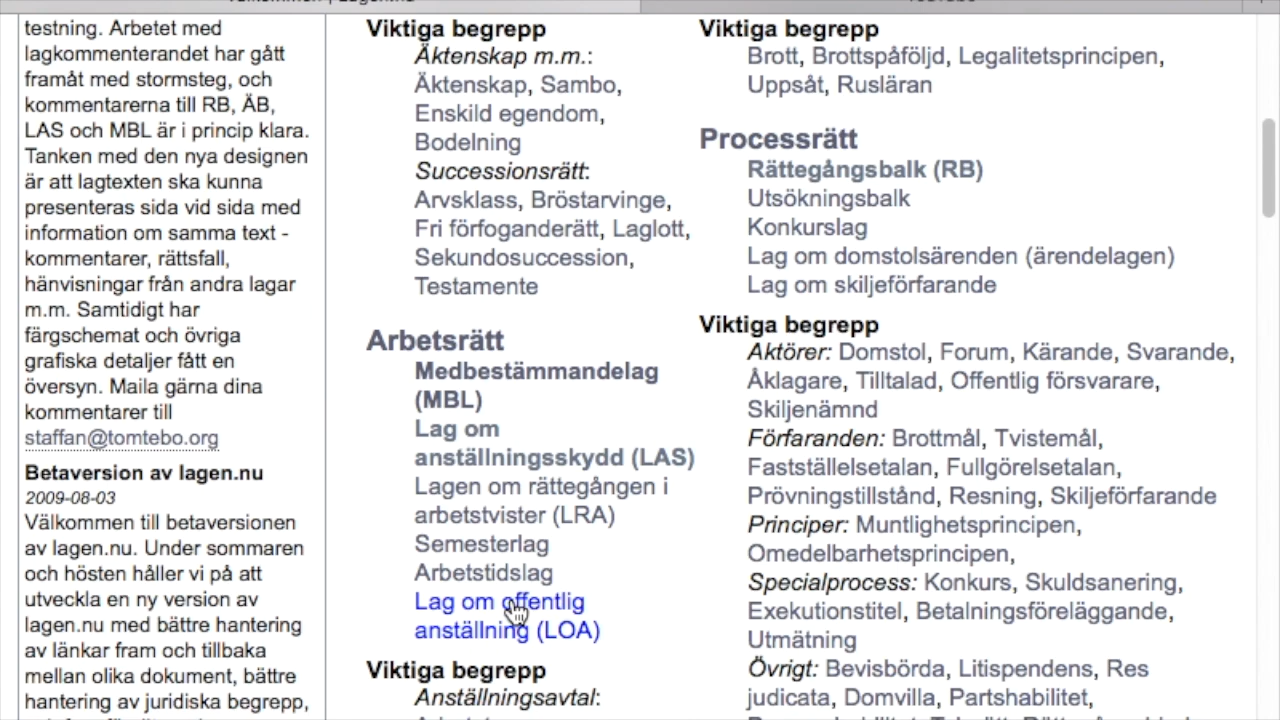 testning. Arbetet med
lagkommenterandet har gått
framåt med stormsteg, och
kommentarerna till RB, ÄB,
LAS och MBL är i princip klara.
Tanken med den nya designen
är att lagtexten ska kunna
presenteras sida vid sida med
information om samma text -
kommentarer, rättsfall,
hänvisningar från andra lagar
m.m. Samtidigt har
färgschemat och övriga
grafiska detaljer fått en
översyn. Maila gärna dina
kommentarer till
staffan@tomtebo.org
Betaversion av lagen.nu
2009-08-03
Välkommen till betaversionen
av lagen.nu. Under sommaren
och hösten håller vi på att
utveckla en ny version av
lagen.nu med bättre hantering
av länkar fram och tillbaka
mellan olika dokument, bättre
hantering av juridiska begrepp,
Viktiga begrepp
Äktenskap m.m.:
Äktenskap, Sambo,
Enskild egendom,
Bodelning
Successionsrätt:
Arvsklass, Bröstarvinge,
Fri förfoganderätt, Laglott,
Sekundosuccession,
Testamente
Arbetsrätt
Medbestämmandelag
(MBL)
Lag om
anställningsskydd (LAS)
Lagen om rättegången i
arbetstvister (LRA)
Semesterlag
Arbetstidslag
Lag om offentlig
anställning (LOA)
Viktiga begrepp
Anställningsavtal:
Viktiga begrepp
Brott, Brottspåföljd, Legalitetsprincipen,
Uppsåt, Rusläran
Processrätt
Rättegångsbalk (RB)
Utsökningsbalk
Konkurslag
Lag om domstolsärenden (ärendelagen)
Lag om skiljeförfarande
Viktiga begrepp
Aktörer: Domstol, Forum, Kärande, Svarande,
Åklagare, Tilltalad, Offentlig försvarare,
Skiljenämnd
Förfaranden: Brottmål, Tvistemål,
Fastställelsetalan, Fullgörelsetalan,
Prövningstillstånd, Resning, Skiljeförfarande
Principer: Muntlighetsprincipen,
Omedelbarhetsprincipen,
Specialprocess: Konkurs, Skuldsanering,
Exekutionstitel, Betalningsföreläggande,
Utmätning
Övrigt: Bevisbörda, Litispendens, Res
judicata, Domvilla, Partshabilitet,